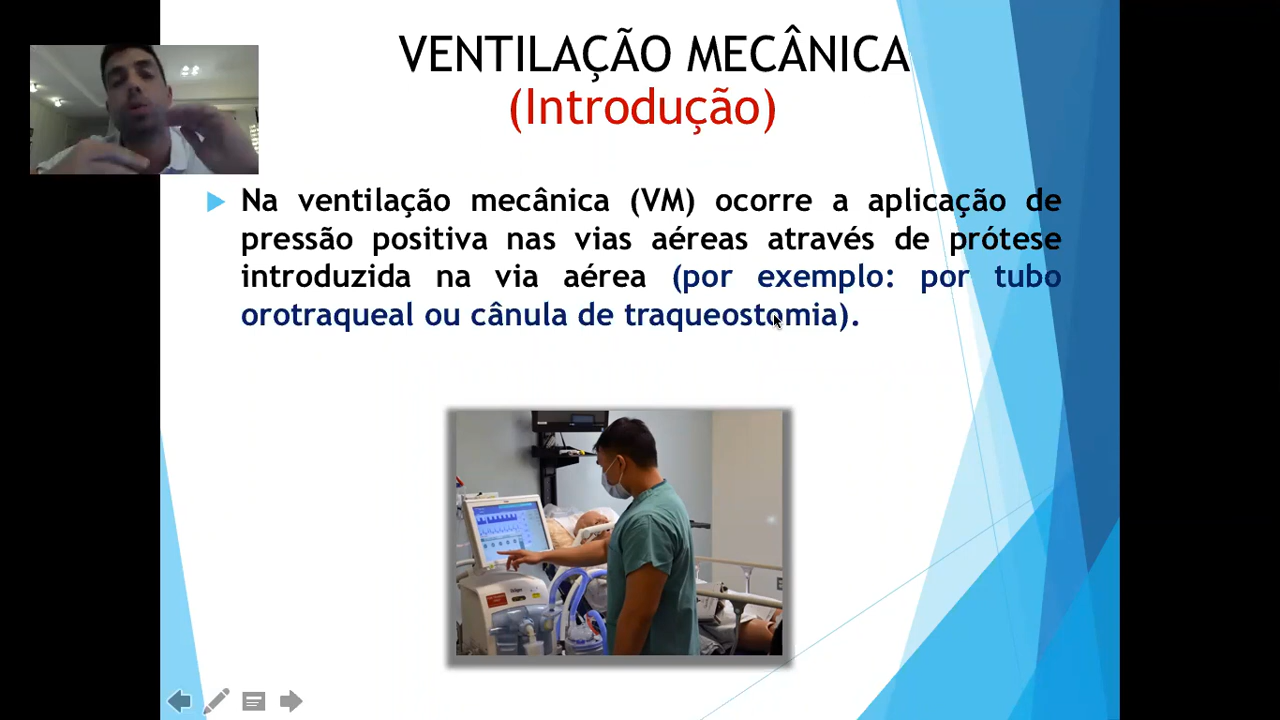 VENTILAÇÃO MECÂNICA
(Introdução)
Na ventilação mecânica (VM) ocorre a aplicação de
pressão positiva nas vias aéreas através de prótese
introduzida na via aérea (por exemplo: por tubo
orotraqueal ou cânula de traqueostomia).